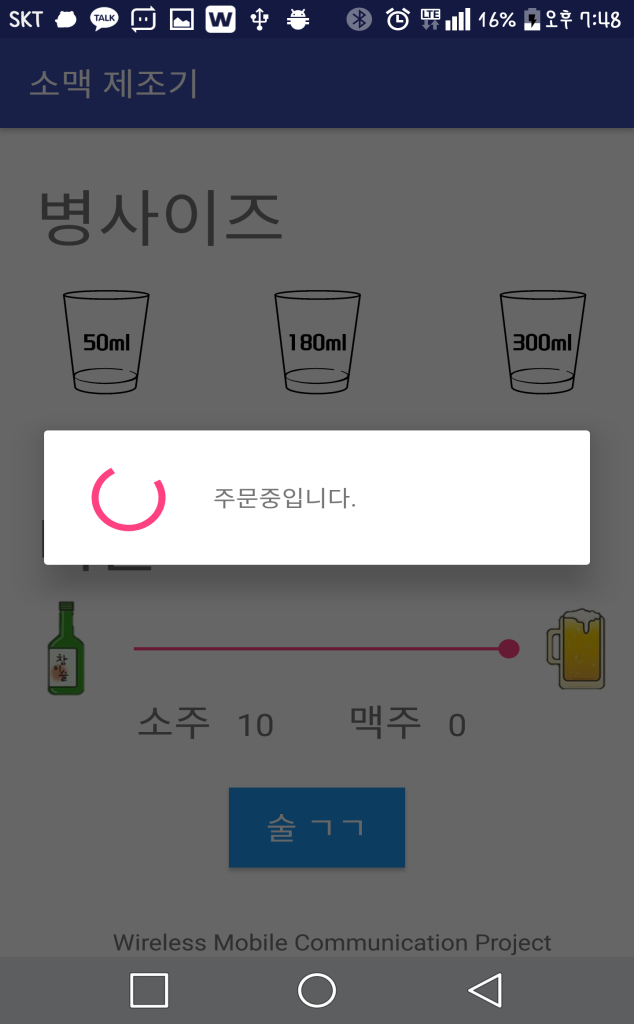 SKT TALK W LTE 16% 오후 7:48
소맥 제조기
병사이즈
50ml 180ml 300ml
주문중입니다.
소주 10 맥주 0
술 ㄱㄱ
Wireless Mobile Communication Project